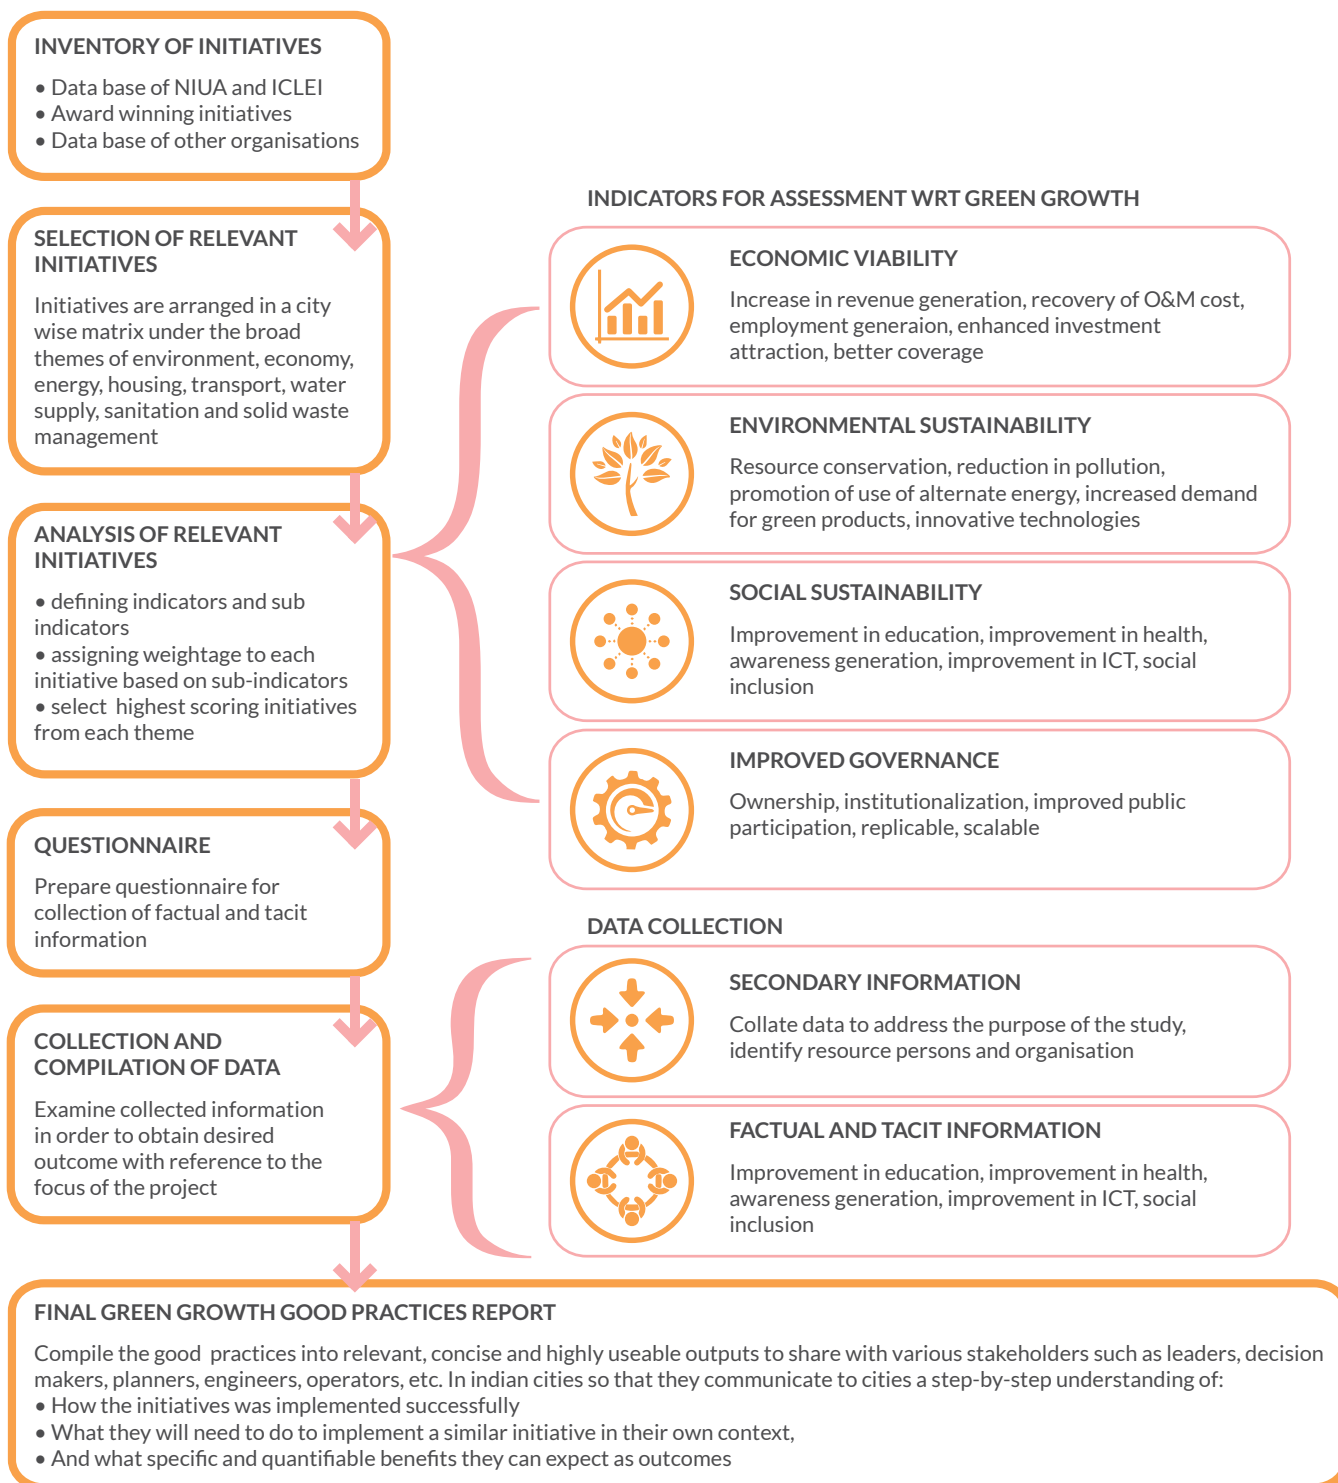 INVENTORY OF INITIATIVES
• Data base of NIUA and ICLEI
• Award winning initiatives
• Data base of other organisations
SELECTION OF RELEVANT
INITIATIVES
Initiatives are arranged in a city
wise matrix under the broad
themes of environment, economy,
energy, housing, transport, water
supply, sanitation and solid waste
management
ANALYSIS OF RELEVANT
INITIATIVES
• defining indicators and sub
indicators
• assigning weightage to each
initiative based on sub-indicators
• select highest scoring initiatives
from each theme
QUESTIONNAIRE
Prepare questionnaire for
collection of factual and tacit
information
COLLECTION AND
COMPILATION OF DATA
Examine collected information
in order to obtain desired
outcome with reference to the
focus of the project
INDICATORS FOR ASSESSMENT WRT GREEN GROWTH
ECONOMIC VIABILITY
Increase in revenue generation, recovery of O&M cost,
employment generaion, enhanced investment
attraction, better coverage
ENVIRONMENTAL SUSTAINABILITY
Resource conservation, reduction in pollution,
promotion of use of alternate energy, increased demand
for green products, innovative technologies
SOCIAL SUSTAINABILITY
Improvement in education, improvement in health,
awareness generation, improvement in ICT, social
inclusion
IMPROVED GOVERNANCE
Ownership, institutionalization, improved public
participation, replicable, scalable
DATA COLLECTION
SECONDARY INFORMATION
Collate data to address the purpose of the study,
identify resource persons and organisation
FACTUAL AND TACIT INFORMATION
Improvement in education, improvement in health,
awareness generation, improvement in ICT, social
inclusion
FINAL GREEN GROWTH GOOD PRACTICES REPORT
Compile the good practices into relevant, concise and highly useable outputs to share with various stakeholders such as leaders, decision
makers, planners, engineers, operators, etc. In indian cities so that they communicate to cities a step-by-step understanding of:
• How the initiatives was implemented successfully
• What they will need to do to implement a similar initiative in their own context,
• And what specific and quantifiable benefits they can expect as outcomes